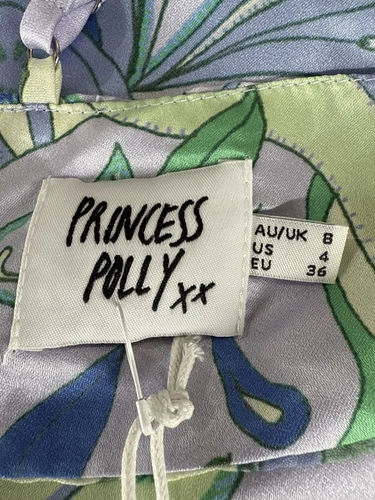 PRINCESS
POLLY xx
AU/UK 8
US 4
EU 36